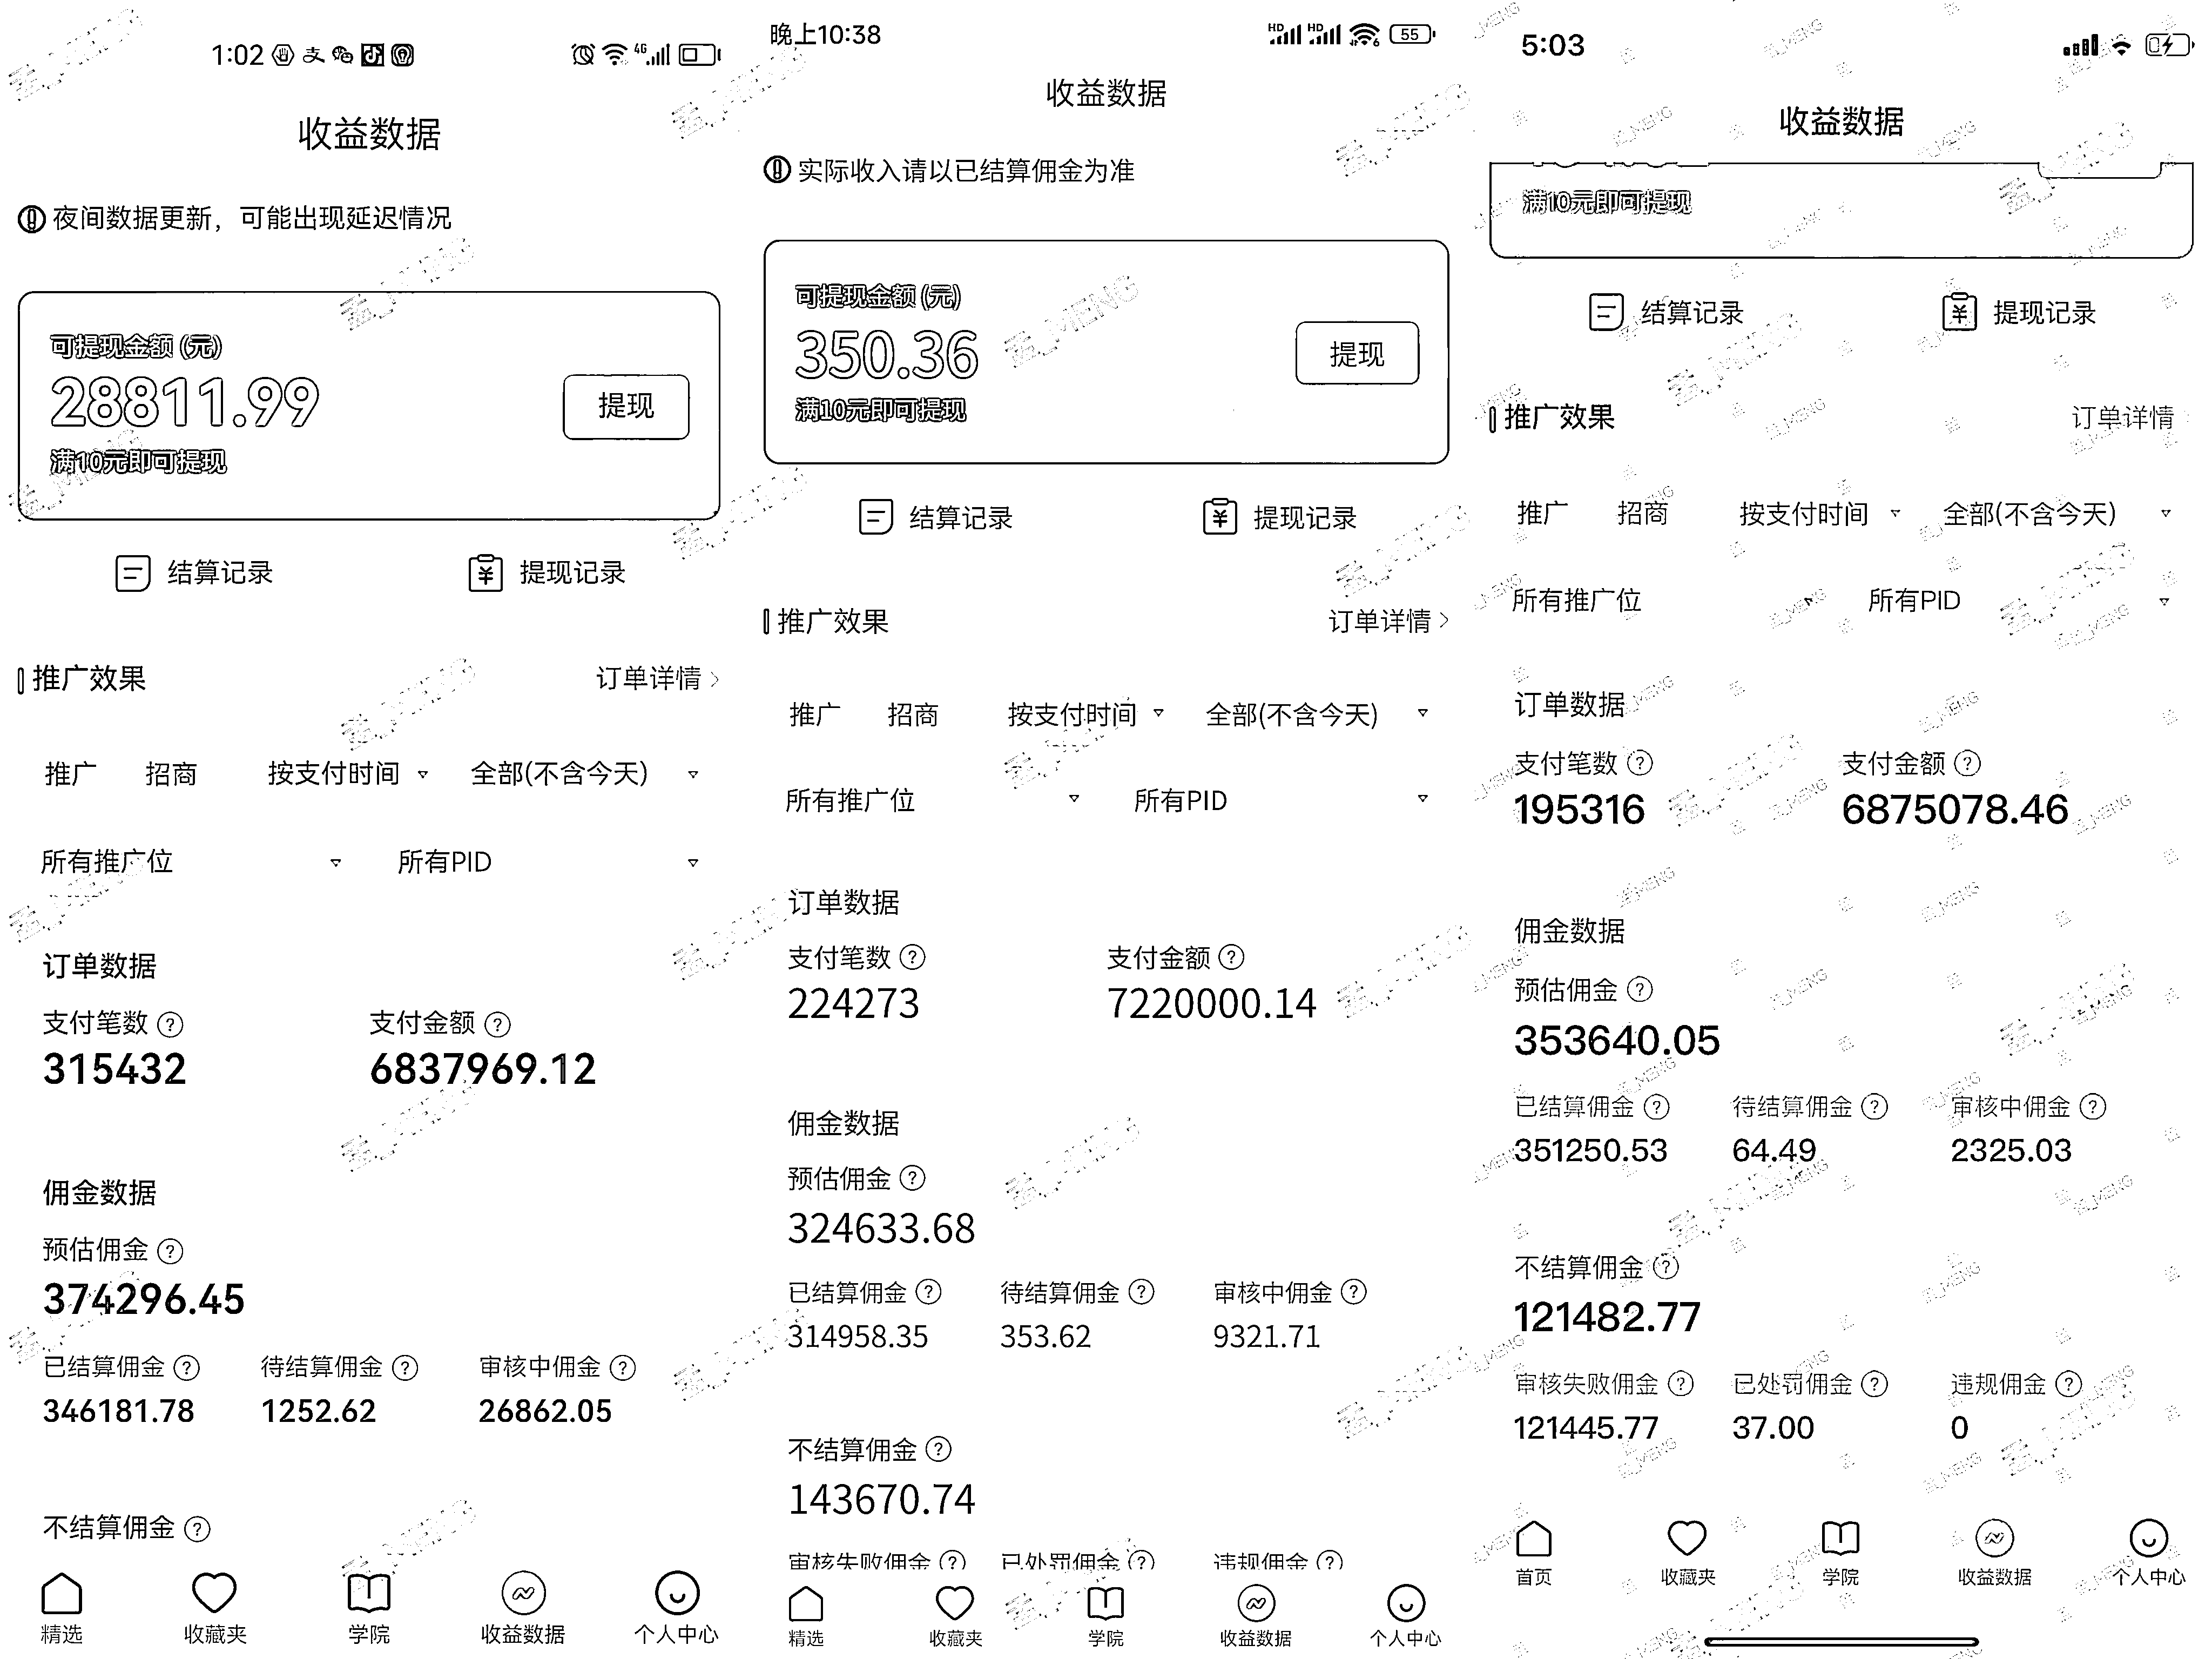 1:02
4G
收益数据
夜间数据更新，可能出现延迟情况
可提现金额 (元)
28811.99
提现
满10元即可提现
结算记录
提现记录
推广效果
订单详情 >
推广 招商 按支付时间 全部(不含今天)
所有推广位 所有PID
订单数据
支付笔数 支付金额
315432 6837969.12
佣金数据
预估佣金
374296.45
已结算佣金 待结算佣金 审核中佣金
346181.78 1252.62 26862.05
不结算佣金
精选 收藏夹 学院 收益数据 个人中心
晚上10:38
HD HD 6 55
收益数据
实际收入请以已结算佣金为准
可提现金额 (元)
350.36
提现
满10元即可提现
结算记录 提现记录
推广效果 订单详情 >
推广 招商 按支付时间 全部(不含今天)
所有推广位 所有PID
订单数据
支付笔数 支付金额
224273 7220000.14
佣金数据
预估佣金
324633.68
已结算佣金 待结算佣金 审核中佣金
314958.35 353.62 9321.71
不结算佣金
143670.74
审核失败佣金 已处罚佣金 违规佣金
精选 收藏夹 学院 收益数据 个人中心
5:03
收益数据
满10元即可提现
结算记录 提现记录
推广效果 订单详情
推广 招商 按支付时间 全部(不含今天)
所有推广位 所有PID
订单数据
支付笔数 支付金额
195316 6875078.46
佣金数据
预估佣金
353640.05
已结算佣金 待结算佣金 审核中佣金
351250.53 64.49 2325.03
不结算佣金
121482.77
审核失败佣金 已处罚佣金 违规佣金
121445.77 37.00 0
首页 收藏夹 学院 收益数据 个人中心